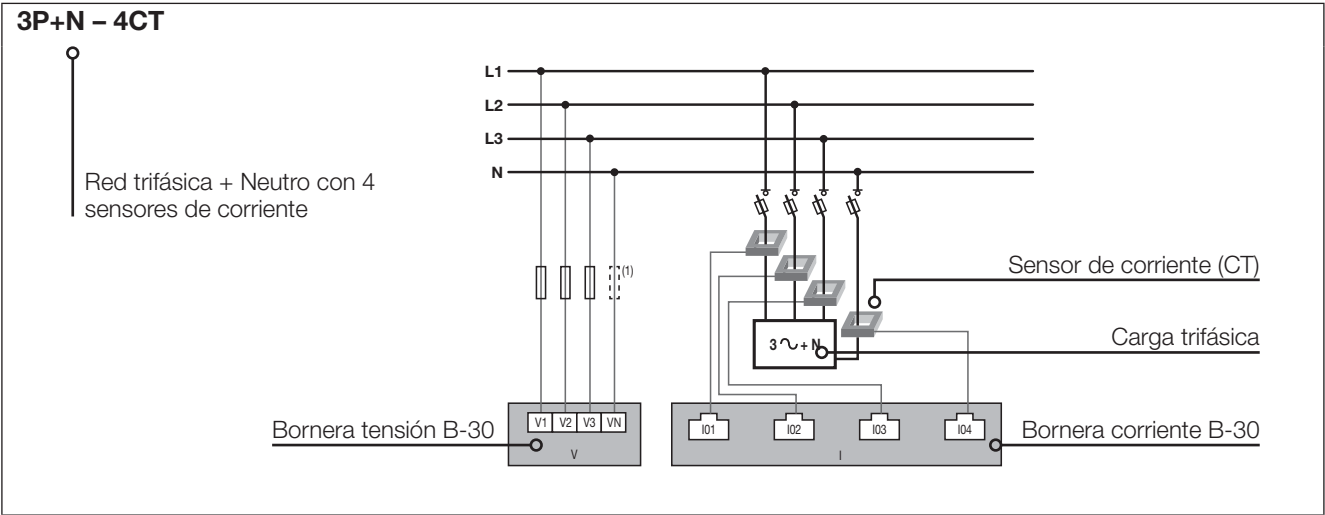 3P+N – 4CT
Red trifásica + Neutro con 4
sensores de corriente
L1
L2
L3
N
(1)
Sensor de corriente (CT)
3 ∿ + N
Carga trifásica
Bornera tensión B-30
V1 V2 V3 VN
V
I01 I02 I03 I04
I
Bornera corriente B-30